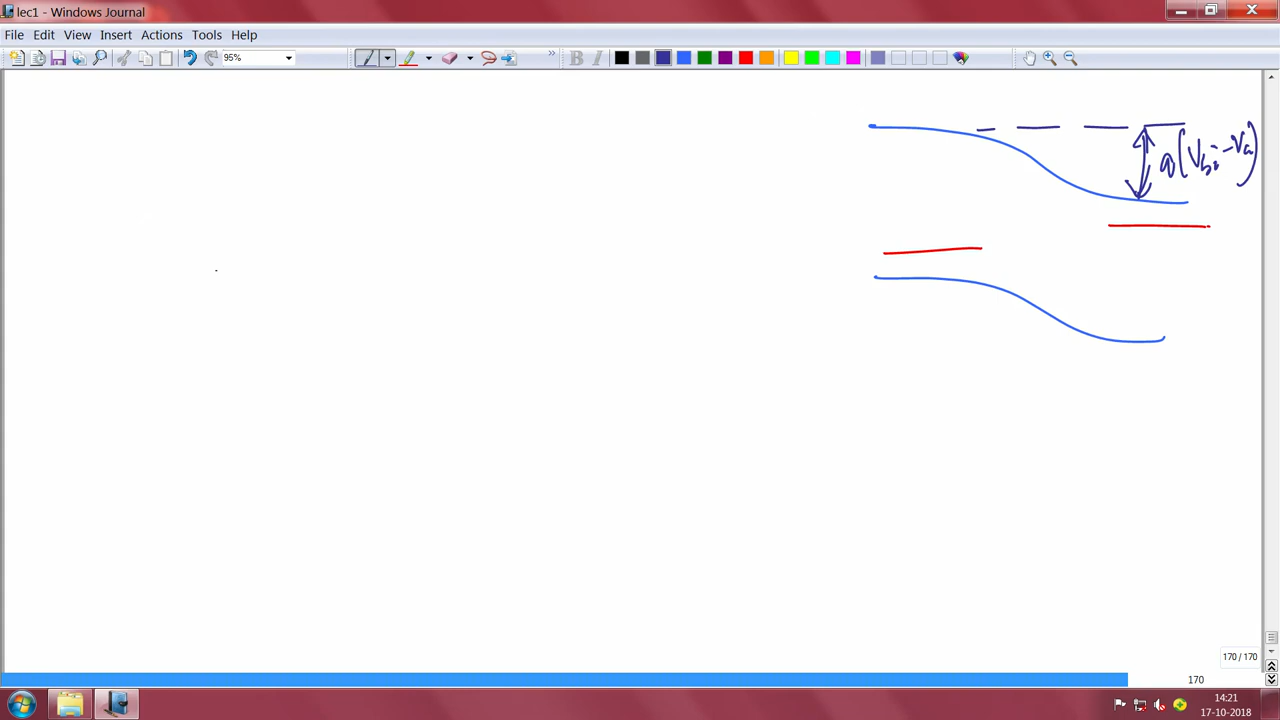 lec1 - Windows Journal
File Edit View Insert Actions Tools Help
95%
B I
q(Vbi-Va)
170 / 170
170
14:21
17-10-2018